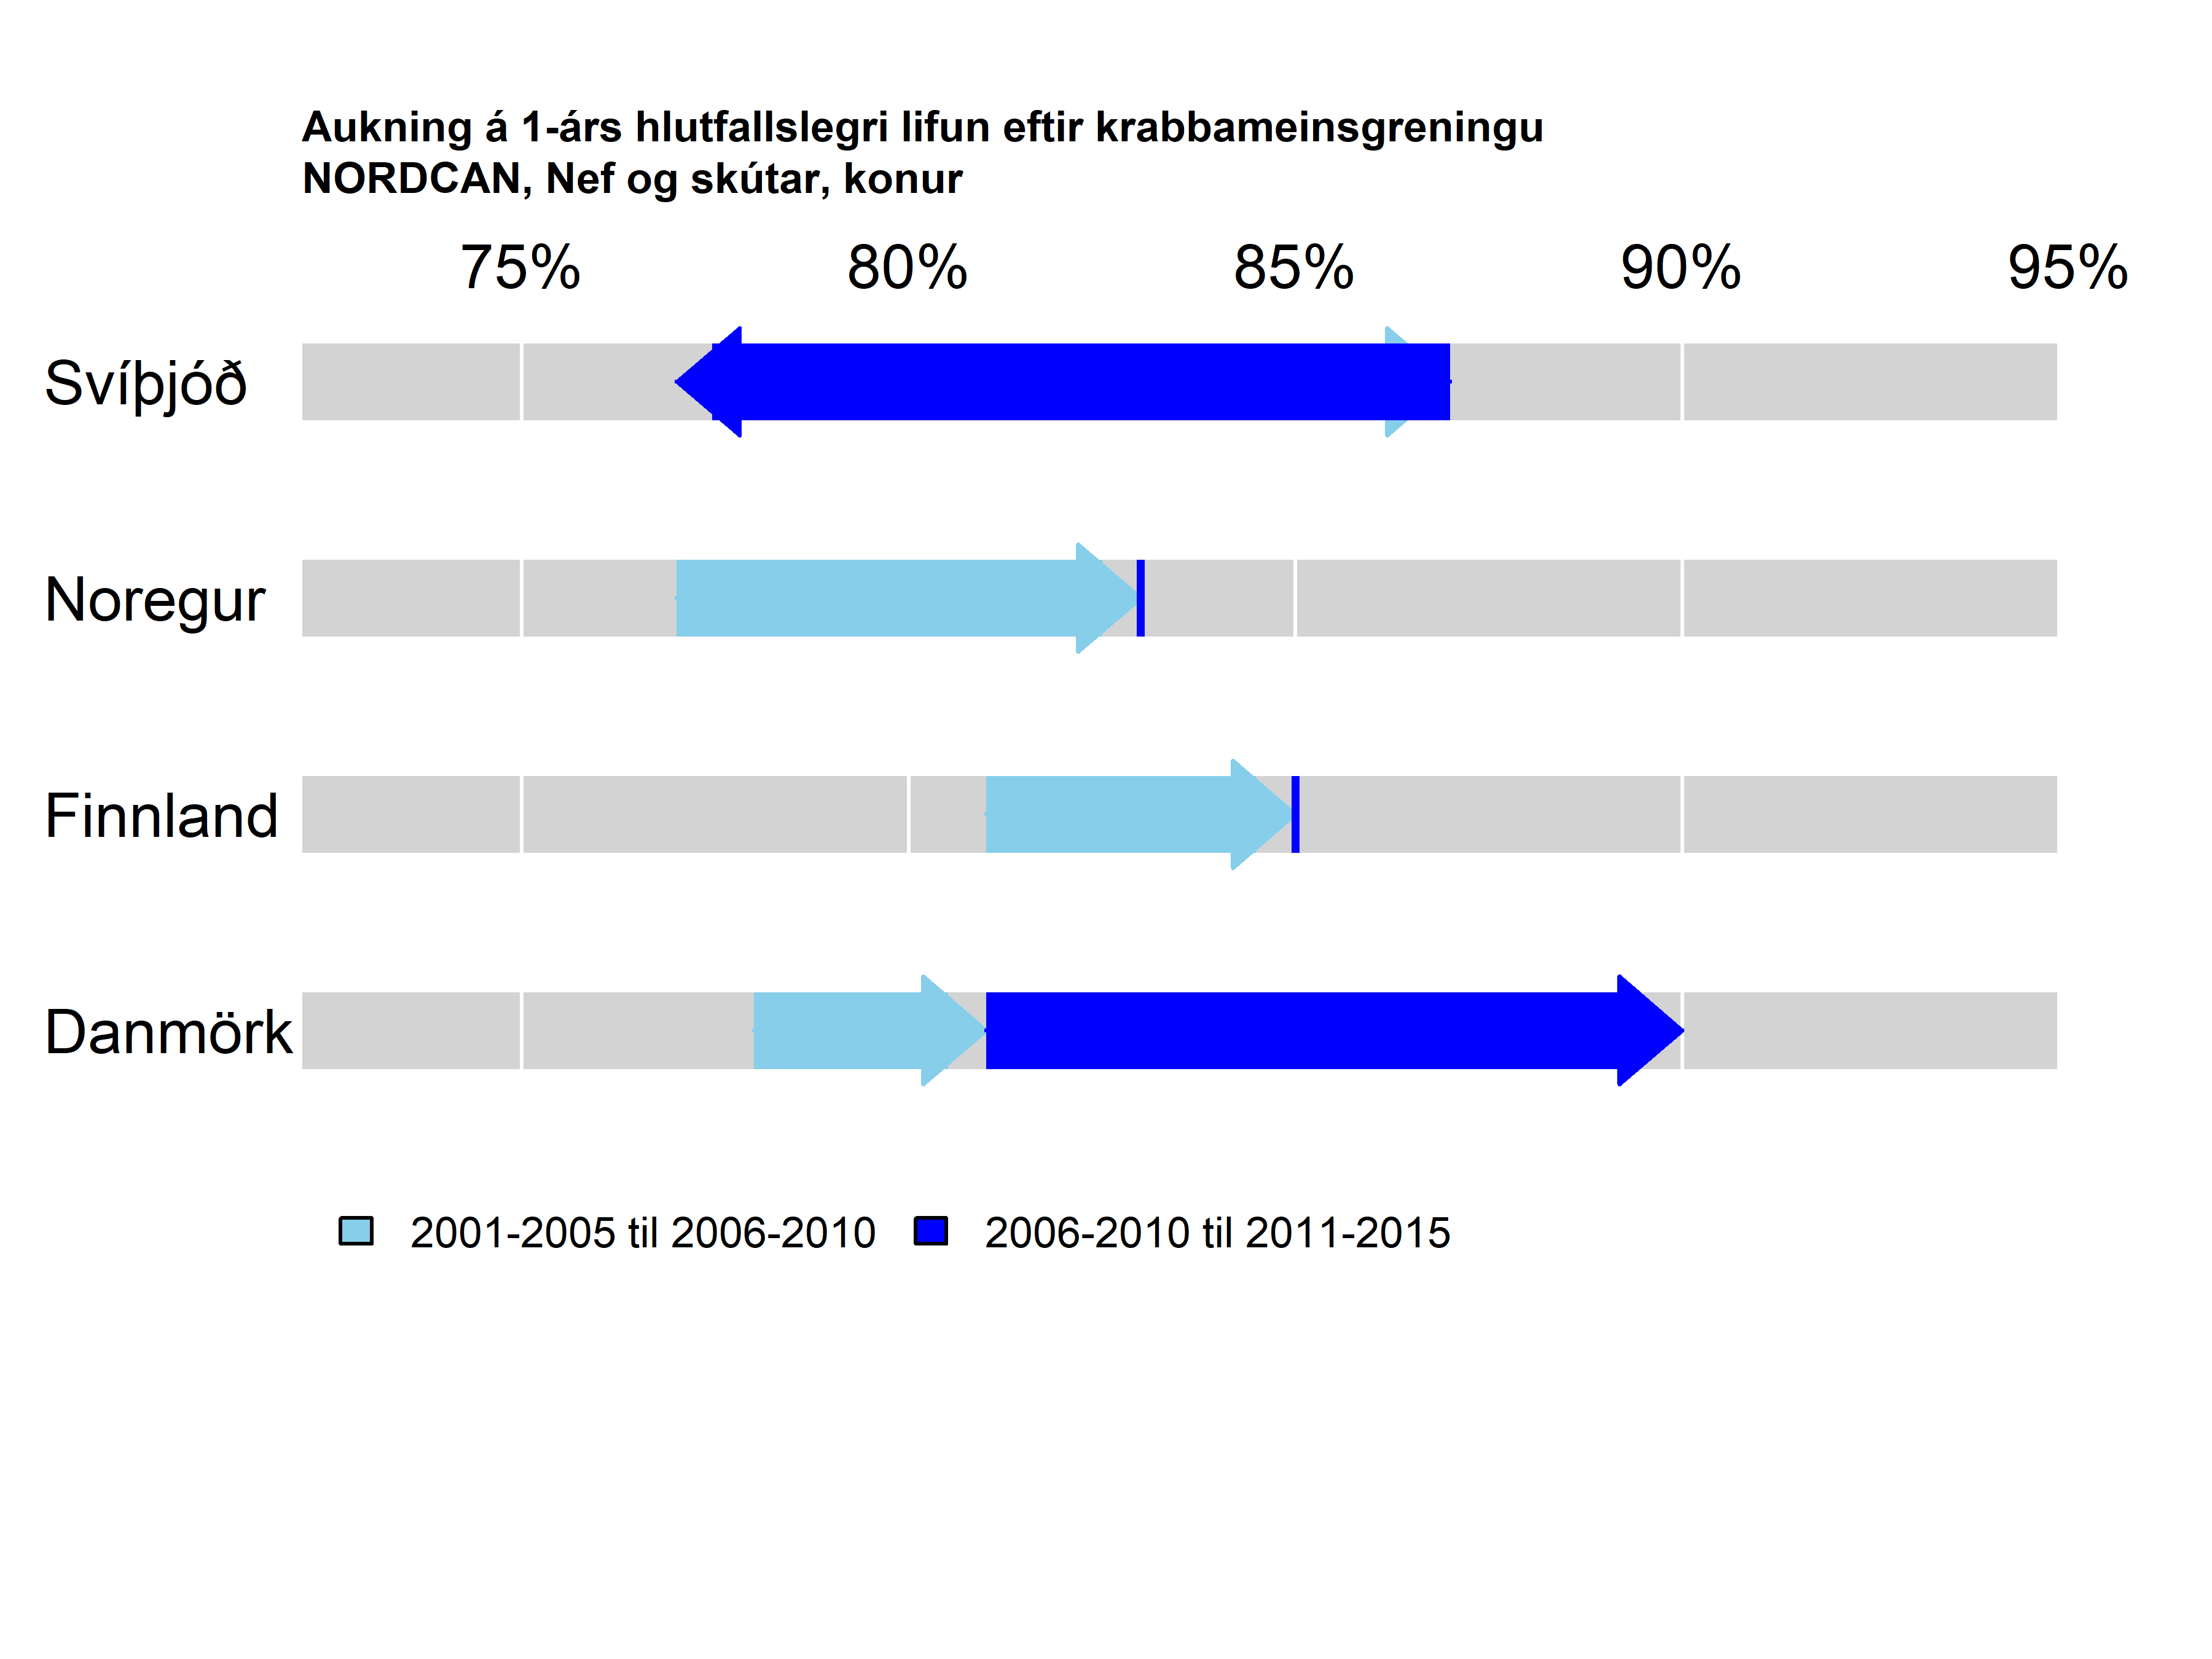 Aukning á 1-árs hlutfallslegri lifun eftir krabbameinsgreningu
NORDCAN, Nef og skútar, konur
75% 80% 85% 90% 95%
Svíþjóð
Noregur
Finnland
Danmörk
2001-2005 til 2006-2010 2006-2010 til 2011-2015